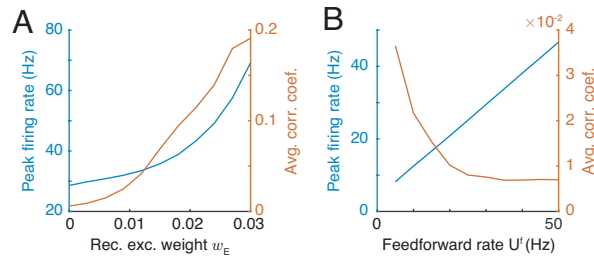 A
80
60
40
20
Peak firing rate (Hz)
0.2
0.1
0
Avg. corr. coef.
0
0.01
0.02
0.03
Rec. exc. weight w_E
B
×10⁻²
40
20
0
Peak firing rate (Hz)
4
3
2
1
0
Avg. corr. coef.
0
50
Feedforward rate Uᶠ (Hz)